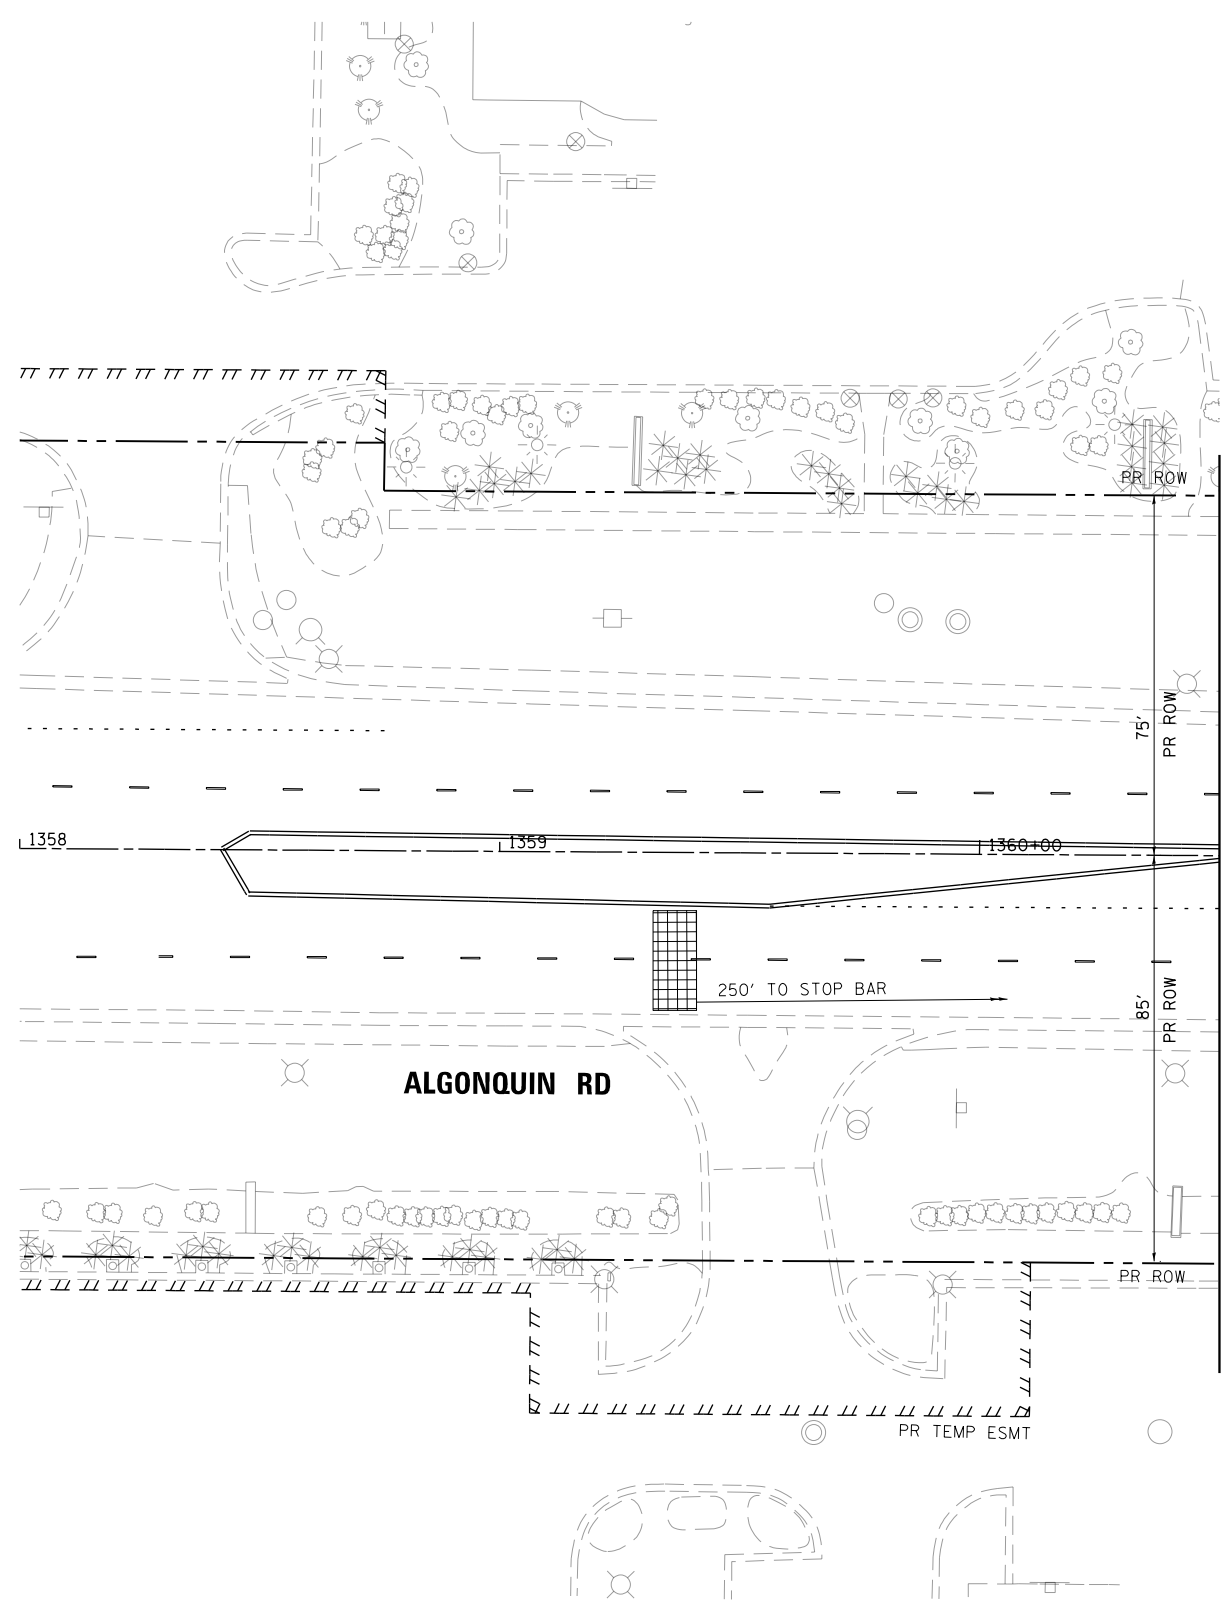 PR ROW
75'
PR ROW
1358
1359
1360+00
250' TO STOP BAR
85'
PR ROW
ALGONQUIN RD
PR ROW
PR TEMP ESMT